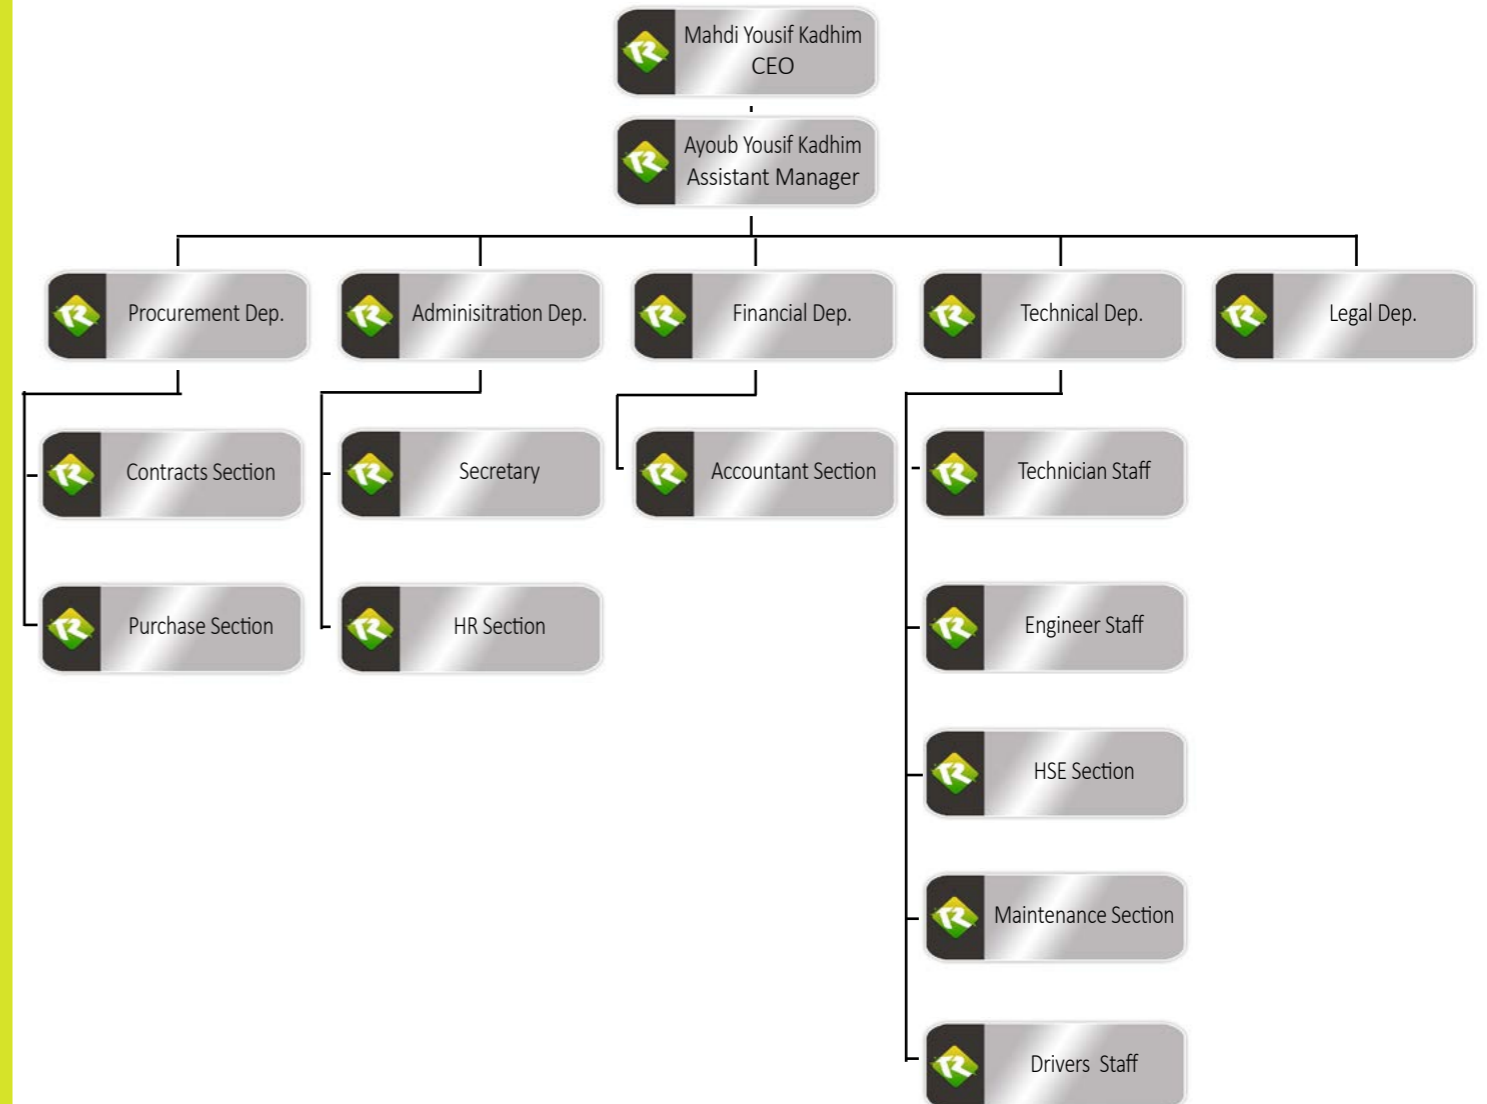 Mahdi Yousif Kadhim
CEO
Ayoub Yousif Kadhim
Assistant Manager
Procurement Dep.
Adminisitration Dep.
Financial Dep.
Technical Dep.
Legal Dep.
Contracts Section
Secretary
Accountant Section
Technician Staff
Purchase Section
HR Section
Engineer Staff
HSE Section
Maintenance Section
Drivers  Staff